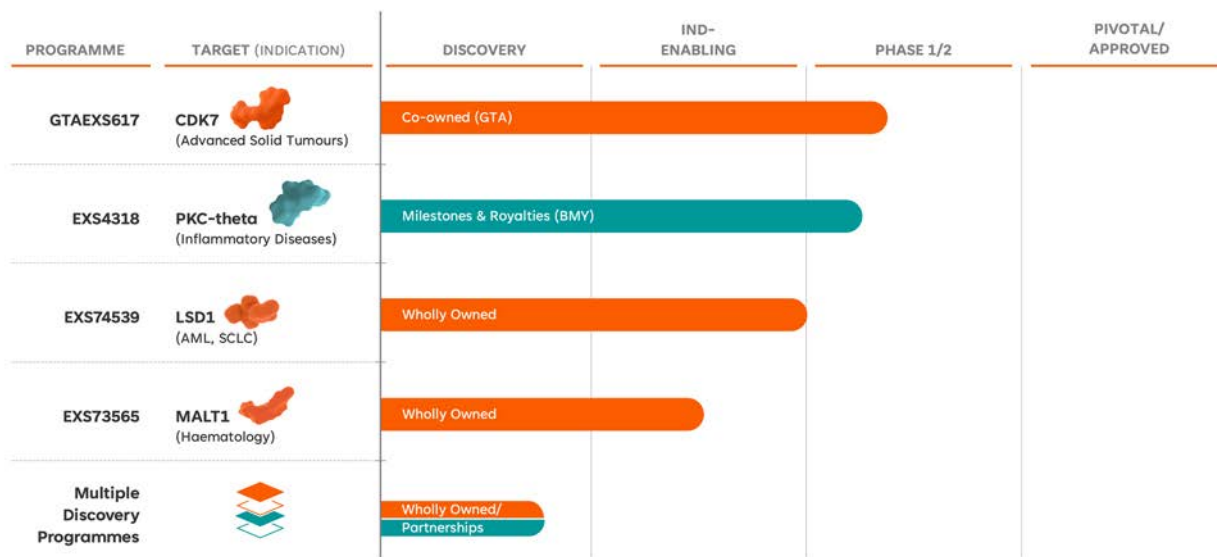 PROGRAMME
TARGET (INDICATION)
DISCOVERY
IND-
ENABLING
PHASE 1/2
PIVOTAL/
APPROVED
GTAEXS617
CDK7
(Advanced Solid Tumours)
Co-owned (GTA)
EXS4318
PKC-theta
(Inflammatory Diseases)
Milestones & Royalties (BMY)
EXS74539
LSD1
(AML, SCLC)
Wholly Owned
EXS73565
MALT1
(Haematology)
Wholly Owned
Multiple
Discovery
Programmes
Wholly Owned/
Partnerships